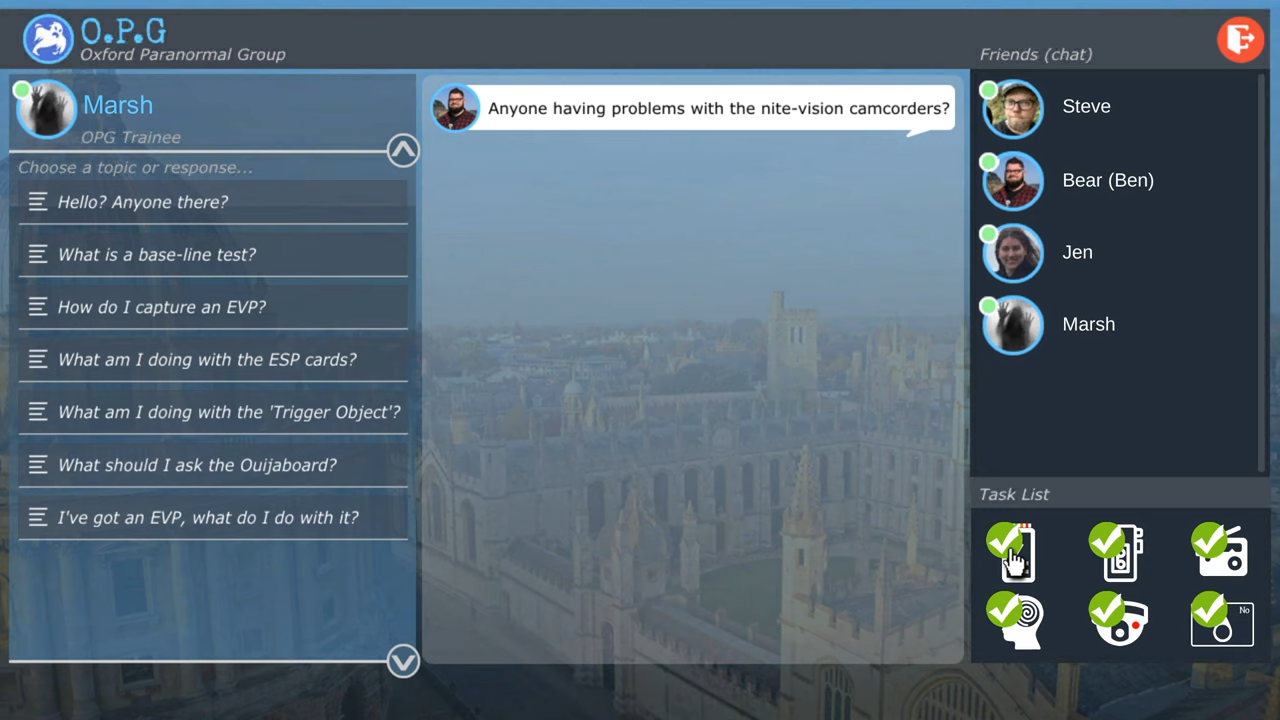 O.P.G
Oxford Paranormal Group
Friends (chat)
Marsh
OPG Trainee
Choose a topic or response...
Hello? Anyone there?
What is a base-line test?
How do I capture an EVP?
What am I doing with the ESP cards?
What am I doing with the 'Trigger Object'?
What should I ask the Ouijaboard?
I've got an EVP, what do I do with it?
Anyone having problems with the nite-vision camcorders?
Steve
Bear (Ben)
Jen
Marsh
Task List
No